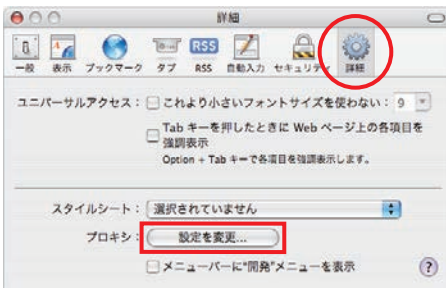 詳細
一般 表示 ブックマーク タブ RSS 自動入力 セキュリティ 詳細
RSS
ユニバーサルアクセス： これより小さいフォントサイズを使わない： 9
Tab キーを押したときに Web ページ上の各項目を
強調表示
Option + Tab キーで各項目を強調表示します。
スタイルシート： 選択されていません
プロキシ： 設定を変更...
メニューバーに"開発"メニューを表示
?